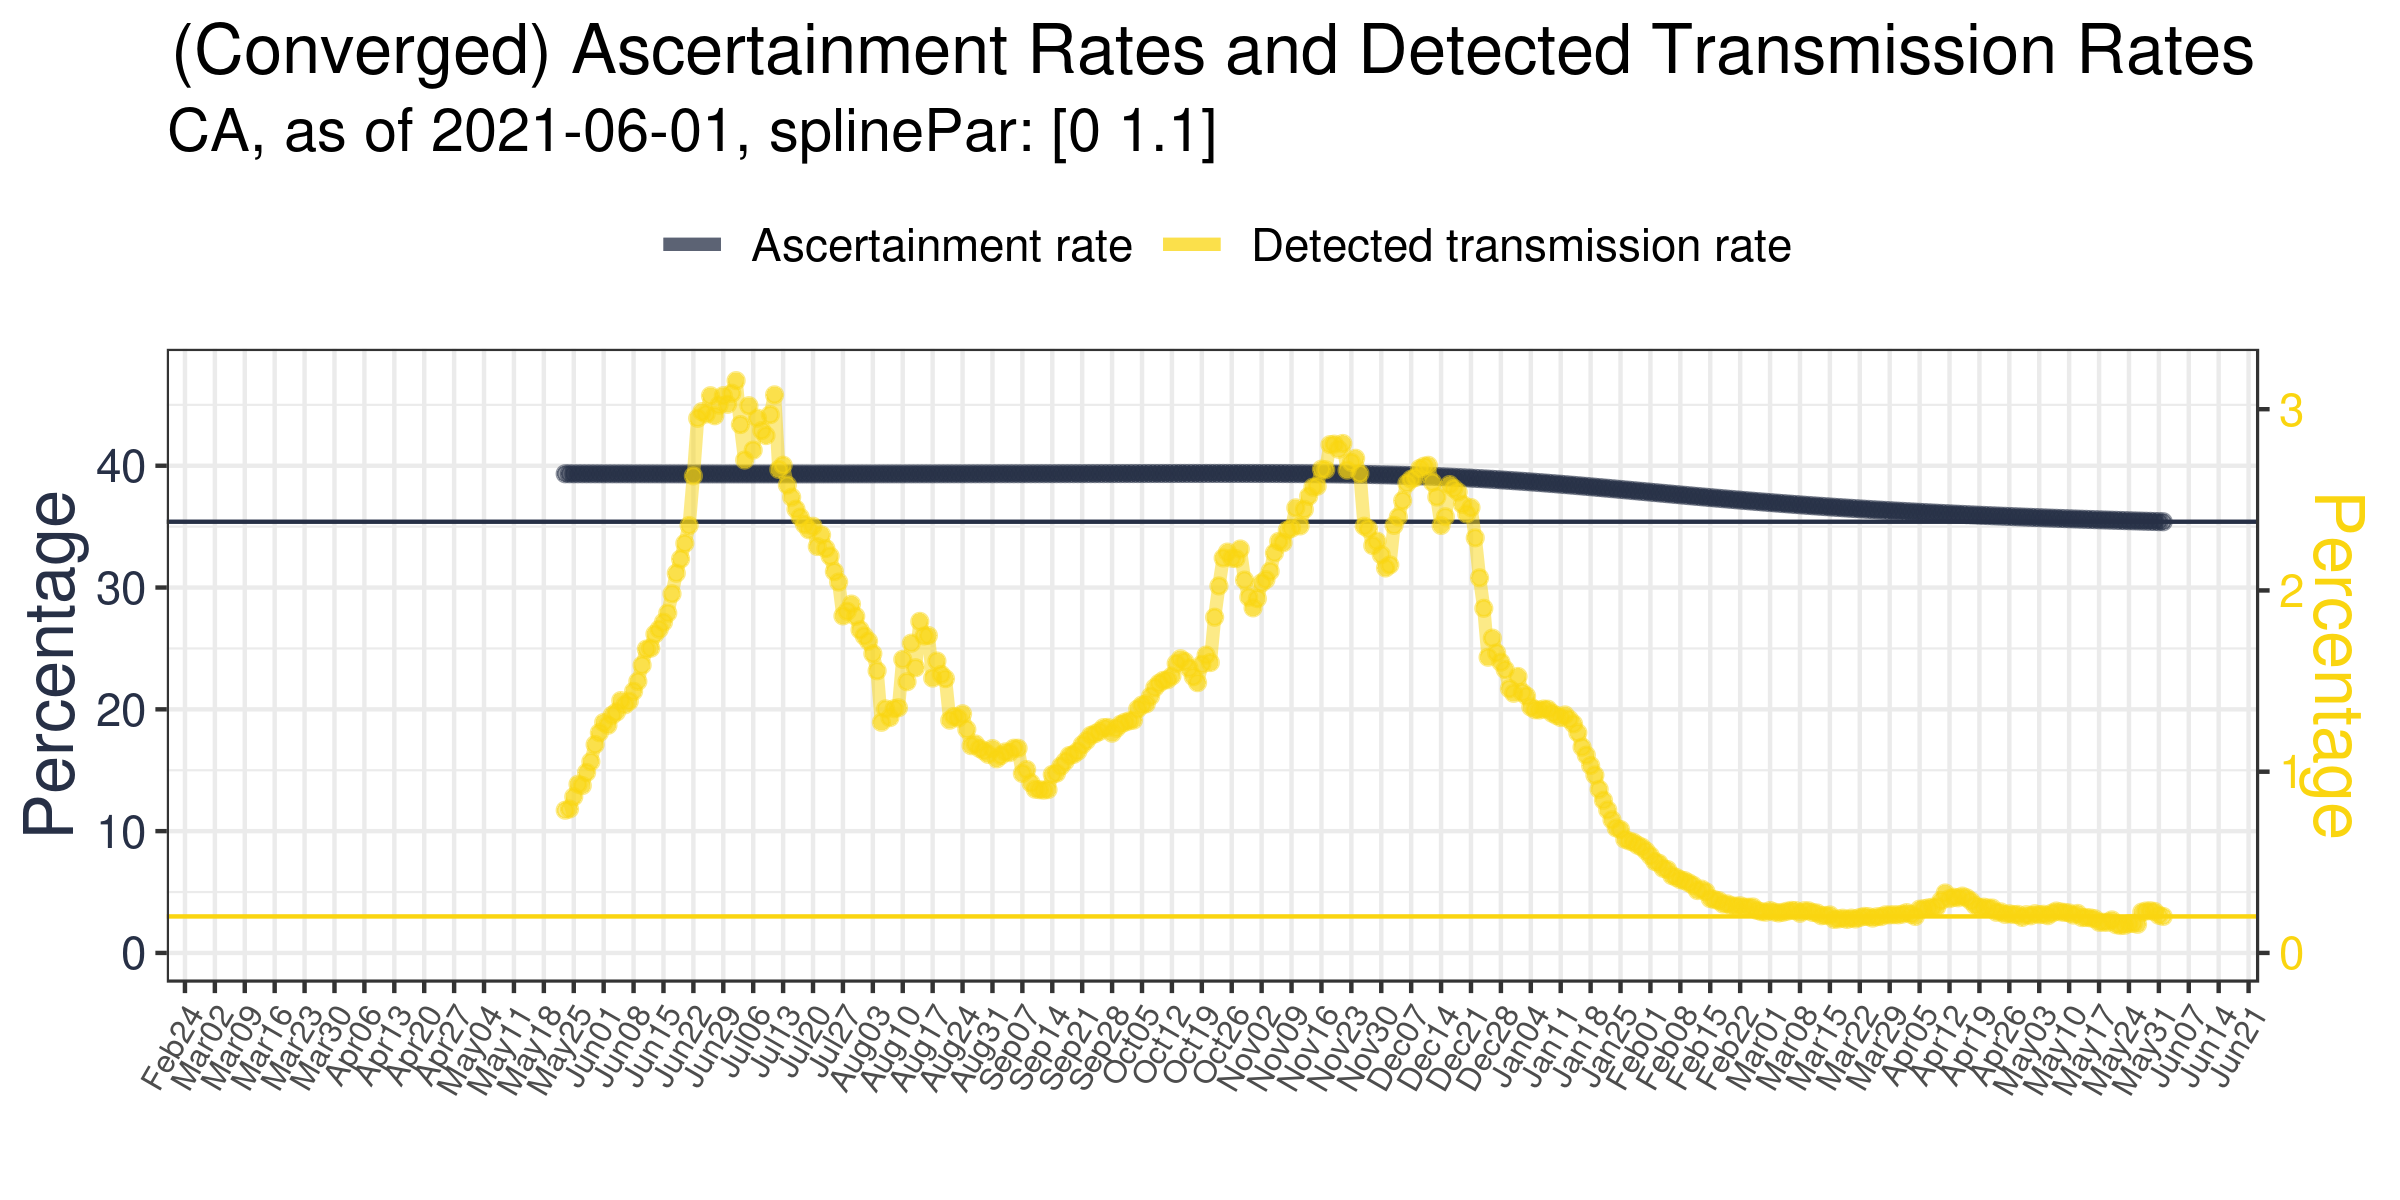 (Converged) Ascertainment Rates and Detected Transmission Rates
CA, as of 2021-06-01, splinePar: [0 1.1]
Ascertainment rate
Detected transmission rate
Percentage
40
30
20
10
0
3
2
1
0
Percentage
Feb24
Mar02
Mar09
Mar16
Mar23
Mar30
Apr06
Apr13
Apr20
Apr27
May04
May11
May18
May25
Jun01
Jun08
Jun15
Jun22
Jun29
Jul06
Jul13
Jul20
Jul27
Aug03
Aug10
Aug17
Aug24
Aug31
Sep07
Sep14
Sep21
Sep28
Oct05
Oct12
Oct19
Oct26
Nov02
Nov09
Nov16
Nov23
Nov30
Dec07
Dec14
Dec21
Dec28
Jan04
Jan11
Jan18
Jan25
Feb01
Feb08
Feb15
Feb22
Mar01
Mar08
Mar15
Mar22
Mar29
Apr05
Apr12
Apr19
Apr26
May03
May10
May17
May24
May31
Jun07
Jun14
Jun21